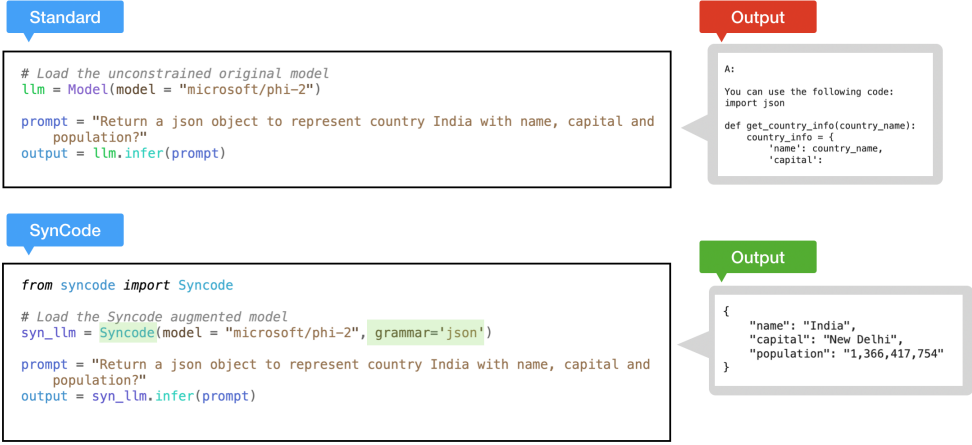 Standard
# Load the unconstrained original model
llm = Model(model = "microsoft/phi-2")
prompt = "Return a json object to represent country India with name, capital and
    population?"
output = llm.infer(prompt)
Output
A:
You can use the following code:
import json
def get_country_info(country_name):
    country_info = {
        'name': country_name,
        'capital':
SynCode
from syncode import Syncode
# Load the Syncode augmented model
syn_llm = Syncode(model = "microsoft/phi-2", grammar='json')
prompt = "Return a json object to represent country India with name, capital and
    population?"
output = syn_llm.infer(prompt)
Output
{
    "name": "India",
    "capital": "New Delhi",
    "population": "1,366,417,754"
}